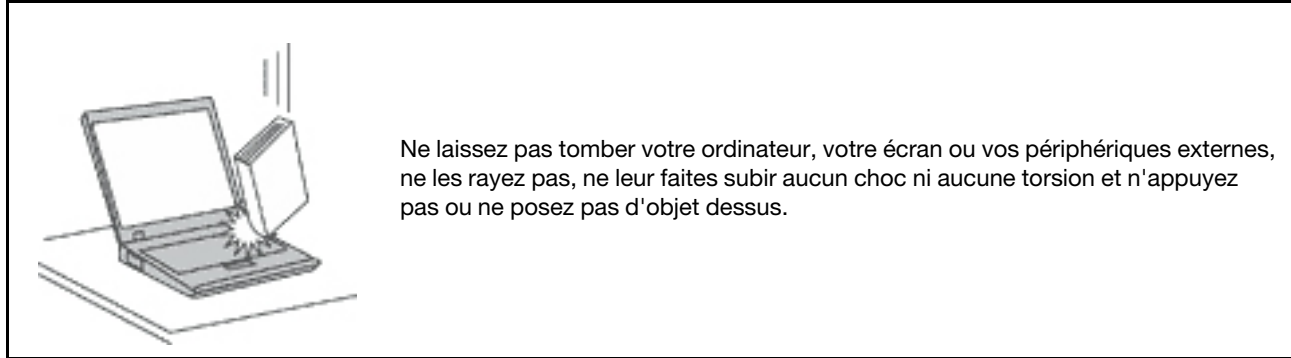 Ne laissez pas tomber votre ordinateur, votre écran ou vos périphériques externes,
ne les rayez pas, ne leur faites subir aucun choc ni aucune torsion et n'appuyez
pas ou ne posez pas d'objet dessus.